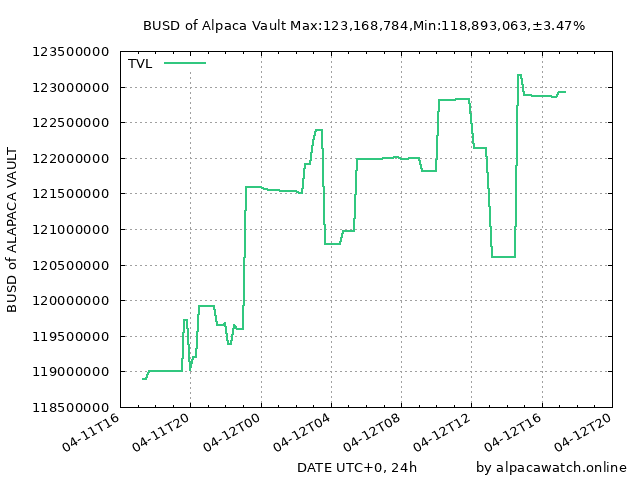 BUSD of Alpaca Vault Max:123,168,784,Min:118,893,063,±3.47%
TVL
123500000
123000000
122500000
122000000
121500000
121000000
120500000
120000000
119500000
119000000
118500000
BUSD of ALAPACA VAULT
04-11T16
04-11T20
04-12T00
04-12T04
04-12T08
04-12T12
04-12T16
04-12T20
DATE UTC+0, 24h
by alpacawatch.online